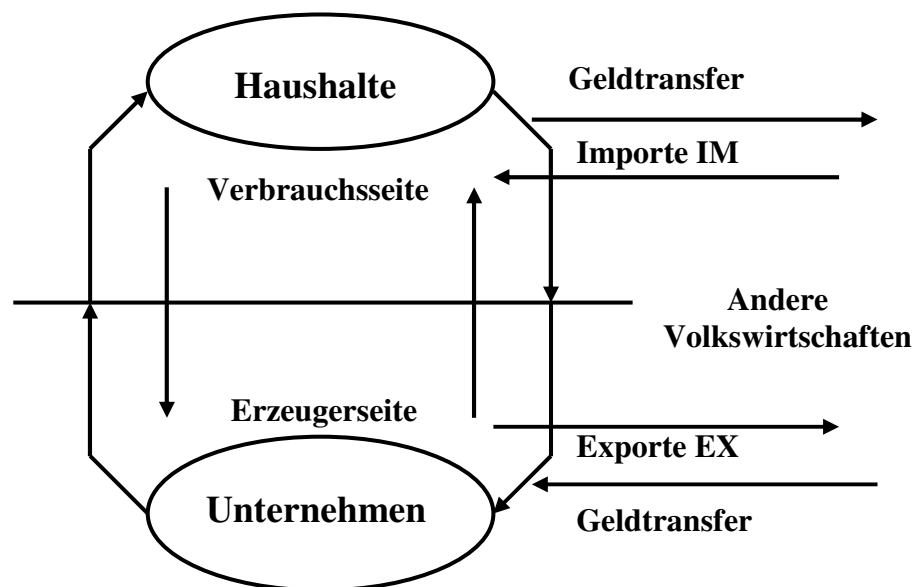 Haushalte
Geldtransfer
Importe IM
Verbrauchsseite
Andere
Volkswirtschaften
Erzeugerseite
Exporte EX
Unternehmen
Geldtransfer